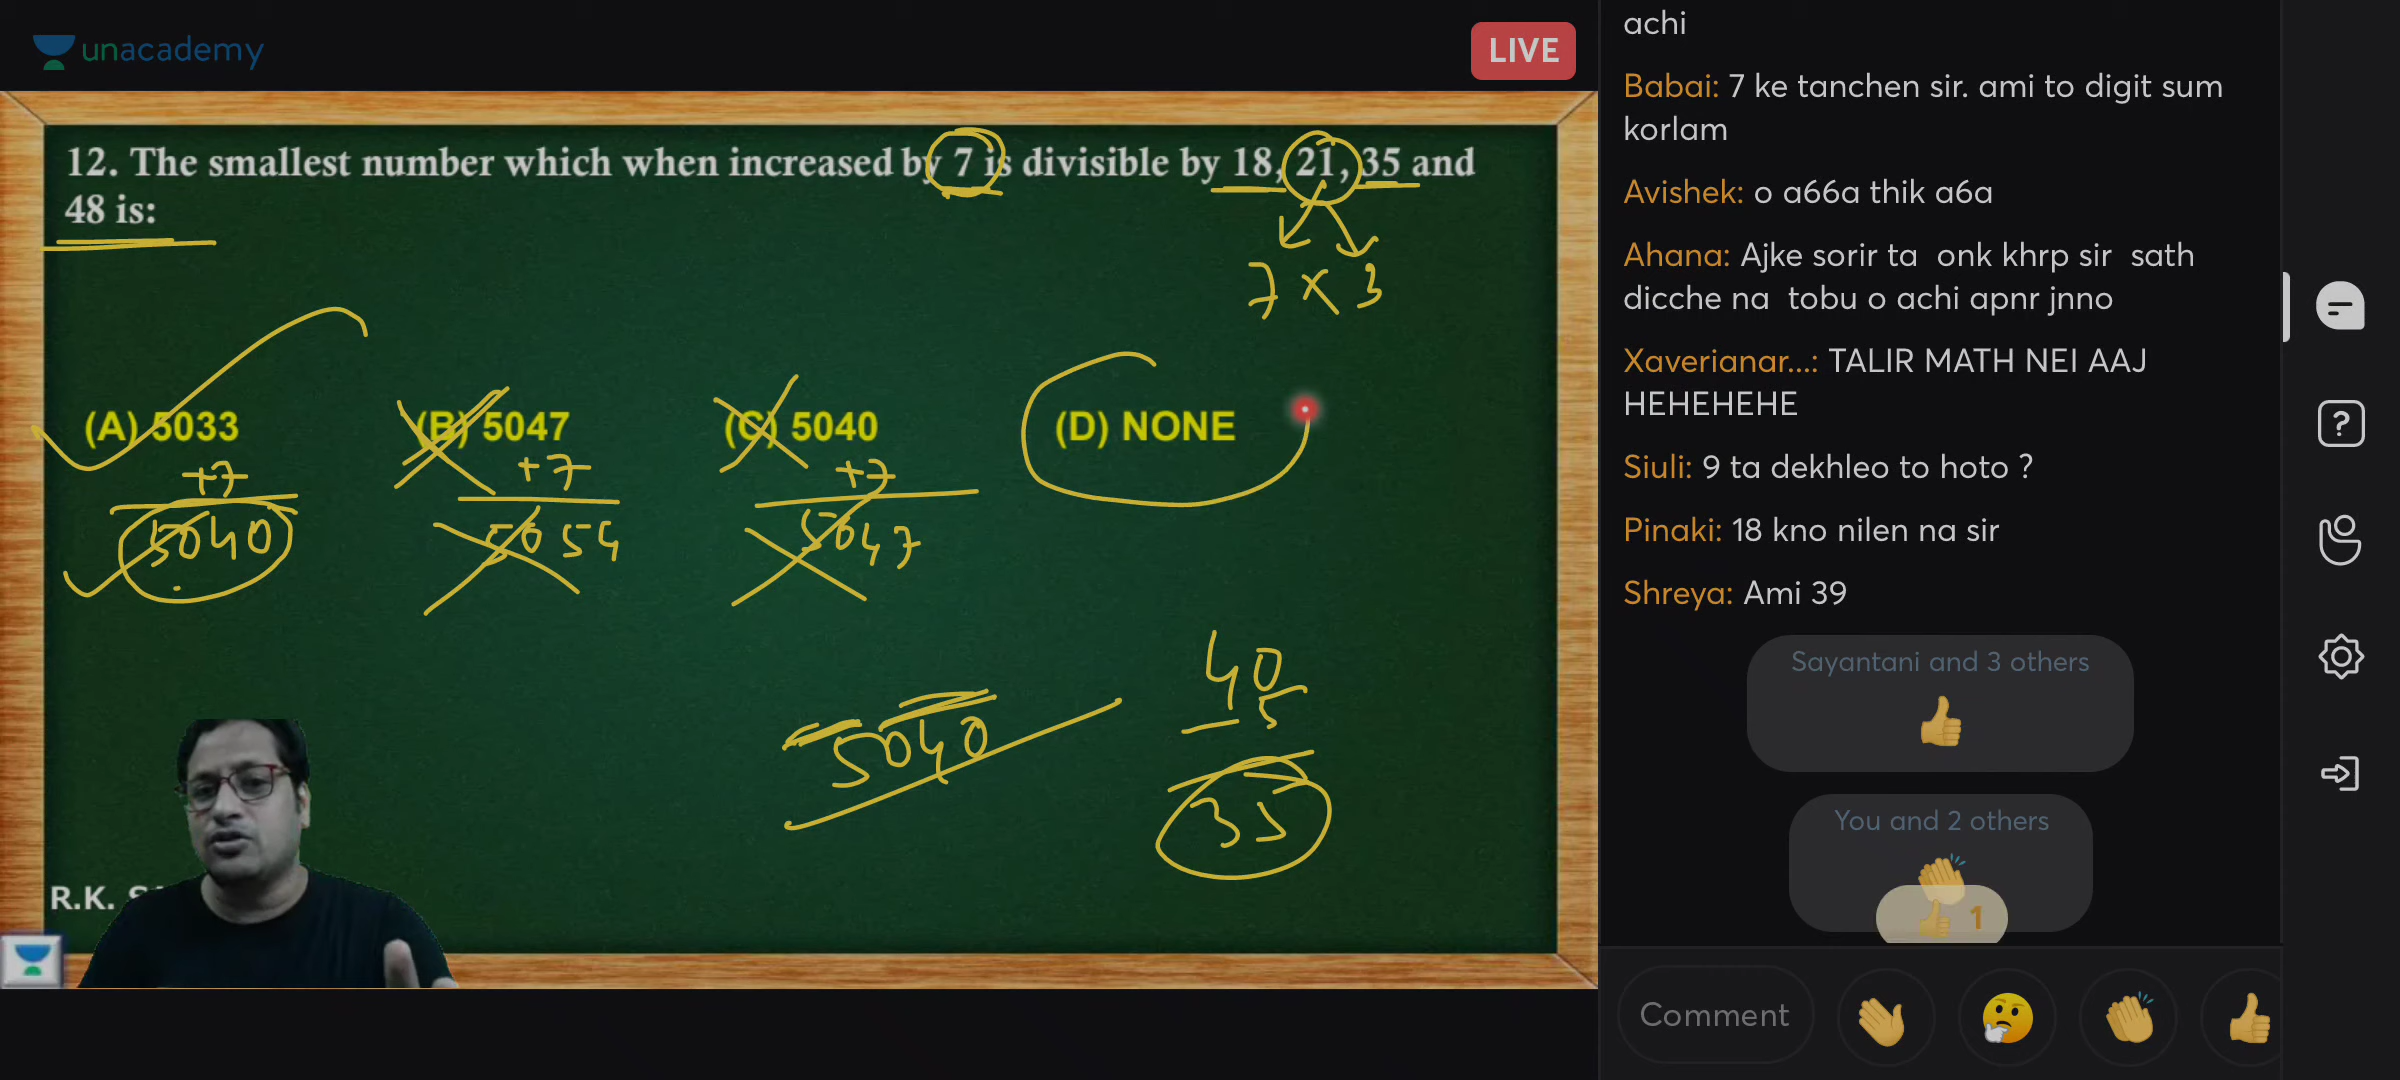 unacademy
LIVE
12. The smallest number which when increased by 7 is divisible by 18, 21, 35 and
48 is:
7 × 3
(A) 5033
(B) 5047
(C) 5040
(D) NONE
+7
+7
+7
5040
5054
5047
40
5
35
5040
R.K.
achi
Babai: 7 ke tanchen sir. ami to digit sum
korlam
Avishek: o a66a thik a6a
Ahana: Ajke sorir ta onk khrp sir sath
dicche na tobu o achi apnr jnno
Xaverianar...: TALIR MATH NEI AAJ
HEHEHEHE
Siuli: 9 ta dekhleo to hoto ?
Pinaki: 18 kno nilen na sir
Shreya: Ami 39
Sayantani and 3 others
You and 2 others
1
Comment
?